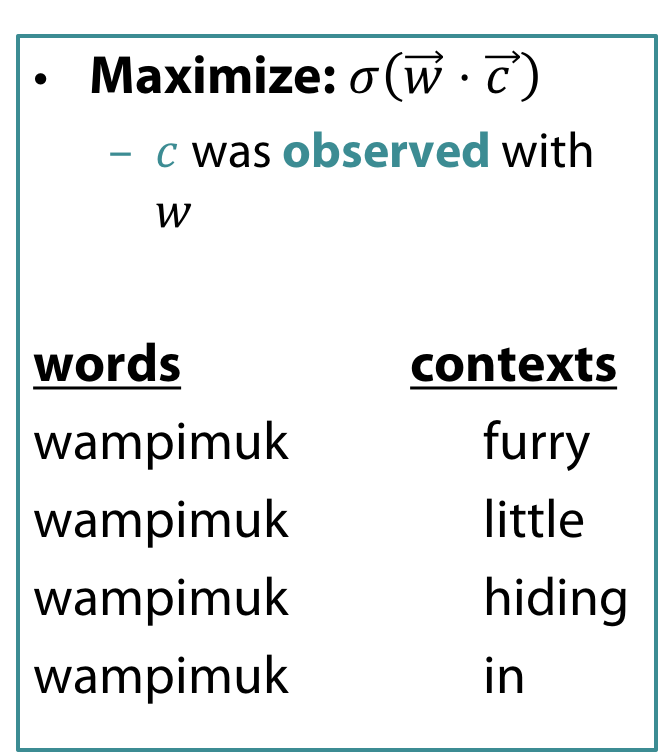 • Maximize: σ(w⃗ · c⃗)
– c was observed with
w
words contexts
wampimuk furry
wampimuk little
wampimuk hiding
wampimuk in